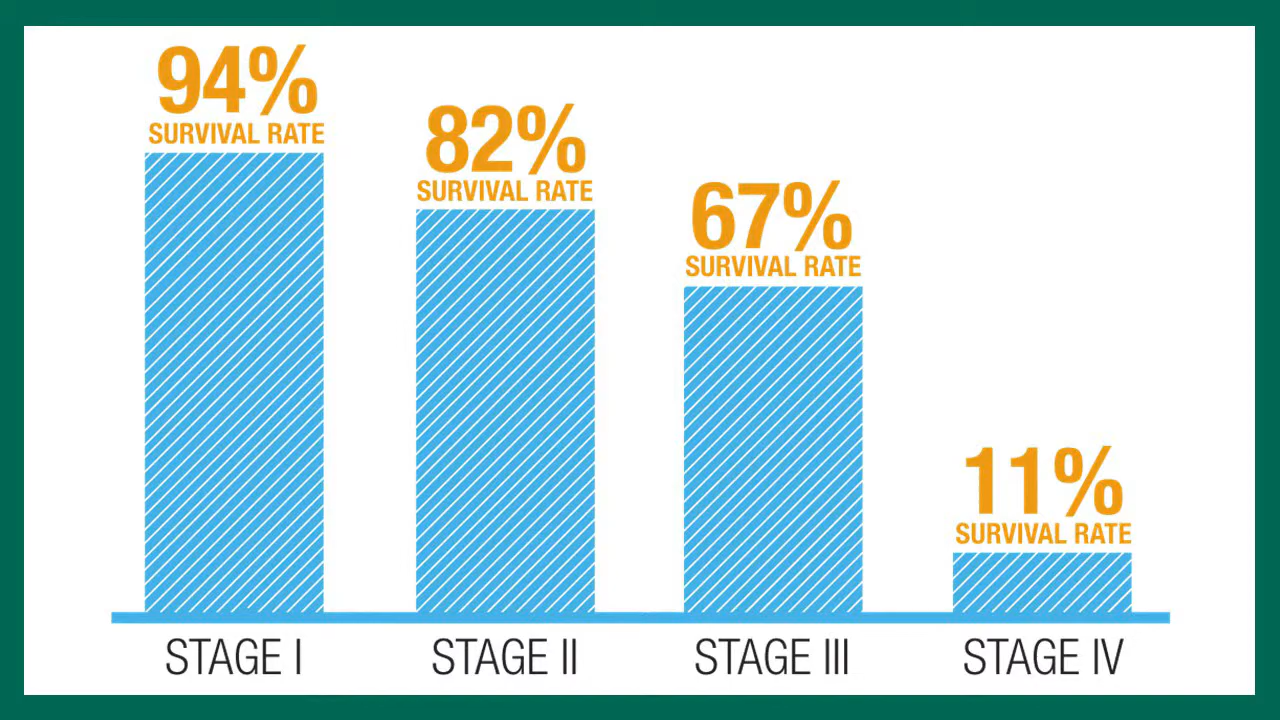 94%
SURVIVAL RATE
82%
SURVIVAL RATE
67%
SURVIVAL RATE
11%
SURVIVAL RATE
STAGE I
STAGE II
STAGE III
STAGE IV